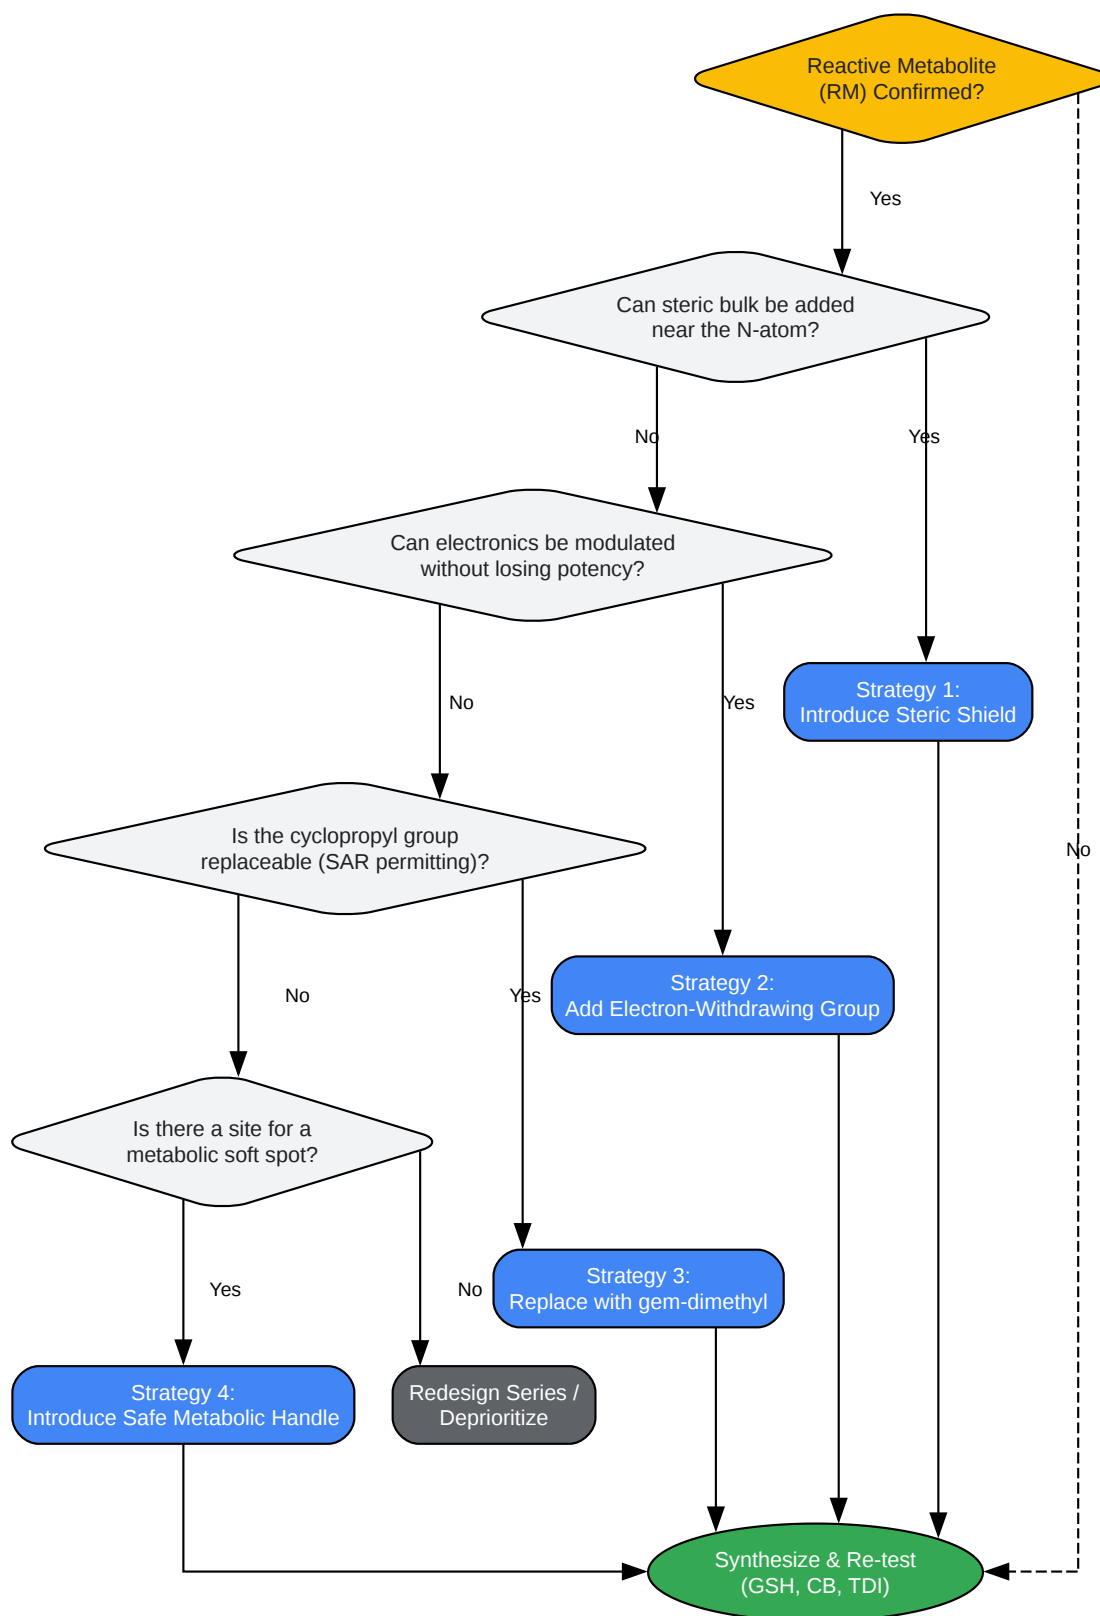 Reactive Metabolite
(RM) Confirmed?
Yes
Can steric bulk be added
near the N-atom?
No
Yes
Can electronics be modulated
without losing potency?
No
Yes
Strategy 1:
Introduce Steric Shield
Is the cyclopropyl group
replaceable (SAR permitting)?
No
No
Yes
Strategy 2:
Add Electron-Withdrawing Group
Is there a site for a
metabolic soft spot?
Yes
No
Strategy 3:
Replace with gem-dimethyl
Strategy 4:
Introduce Safe Metabolic Handle
Redesign Series /
Deprioritize
Synthesize & Re-test
(GSH, CB, TDI)